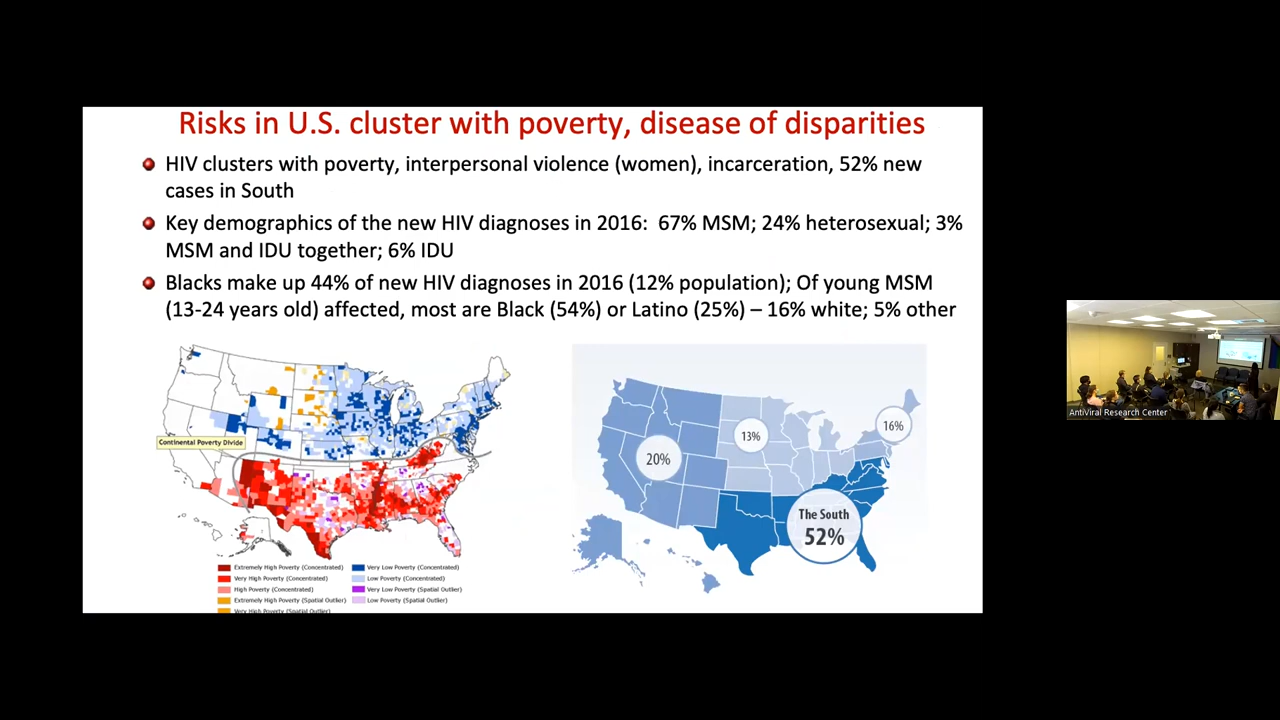 Risks in U.S. cluster with poverty, disease of disparities
HIV clusters with poverty, interpersonal violence (women), incarceration, 52% new
cases in South
Key demographics of the new HIV diagnoses in 2016: 67% MSM; 24% heterosexual; 3%
MSM and IDU together; 6% IDU
Blacks make up 44% of new HIV diagnoses in 2016 (12% population); Of young MSM
(13-24 years old) affected, most are Black (54%) or Latino (25%) – 16% white; 5% other
Continental Poverty Divide
Extremely High Poverty (Concentrated)
Very High Poverty (Concentrated)
High Poverty (Concentrated)
Extremely High Poverty (Spatial Outlier)
Very High Poverty (Spatial Outlier)
Very Low Poverty (Concentrated)
Low Poverty (Concentrated)
Very Low Poverty (Spatial Outlier)
Low Poverty (Spatial Outlier)
20%
13%
16%
The South
52%
AntiViral Research Center